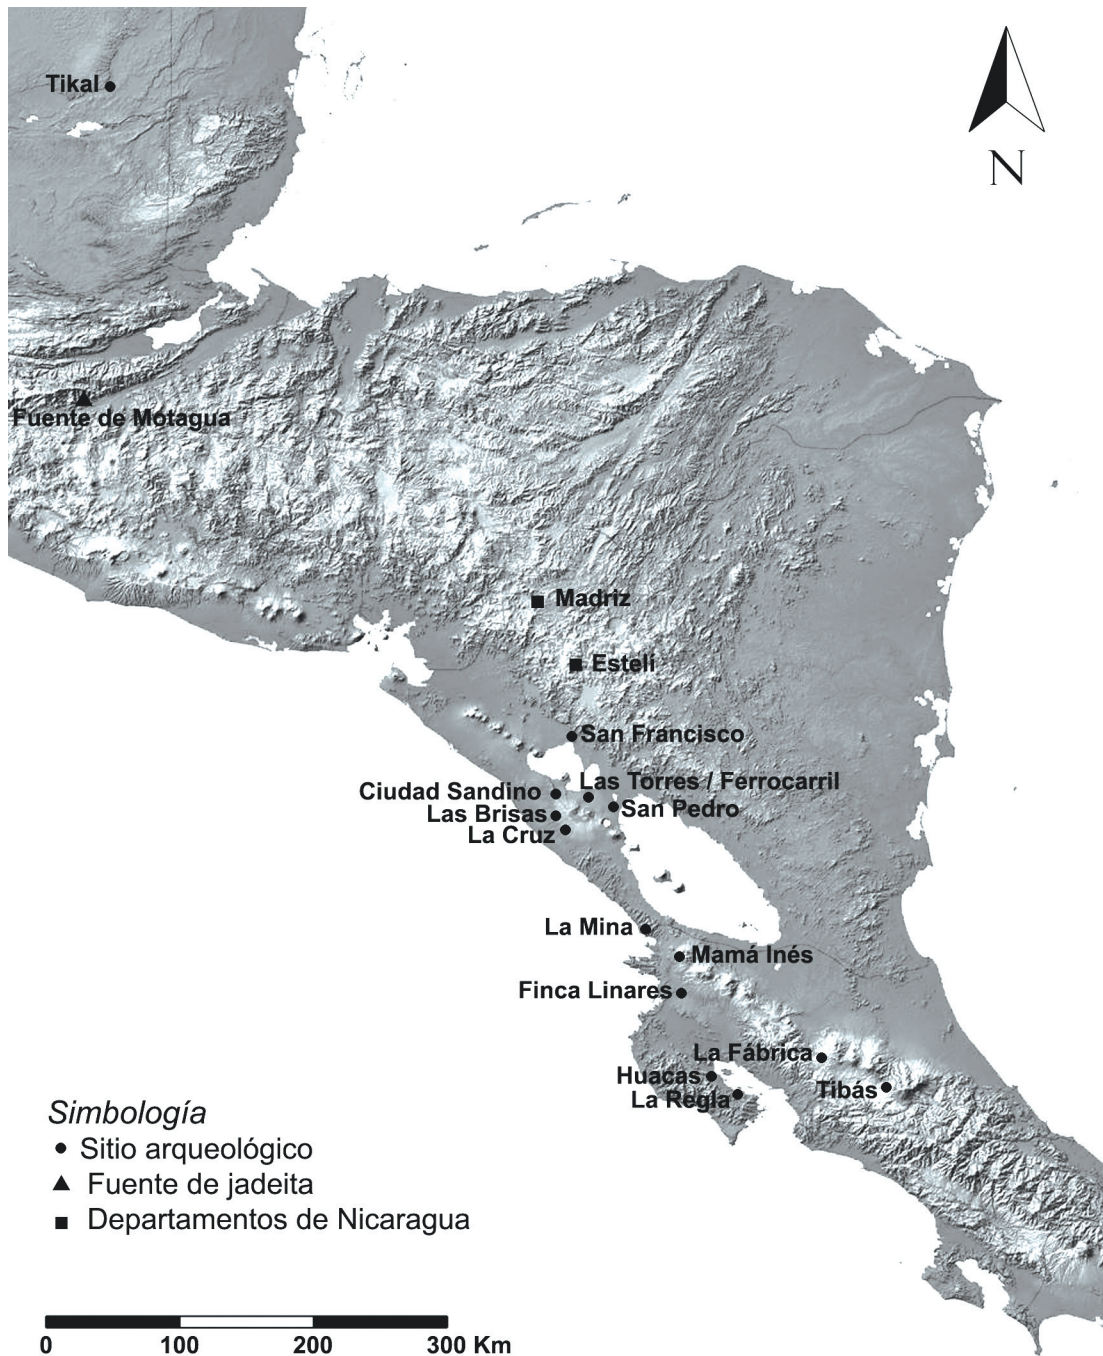 Tikal
N
Fuente de Motagua
Madriz
Estelí
San Francisco
Las Torres / Ferrocarril
Ciudad Sandino
San Pedro
Las Brisas
La Cruz
La Mina
Mamá Inés
Finca Linares
La Fábrica
Huacas
Tibás
La Regla
Simbología
Sitio arqueológico
Fuente de jadeita
Departamentos de Nicaragua
0 100 200 300 Km